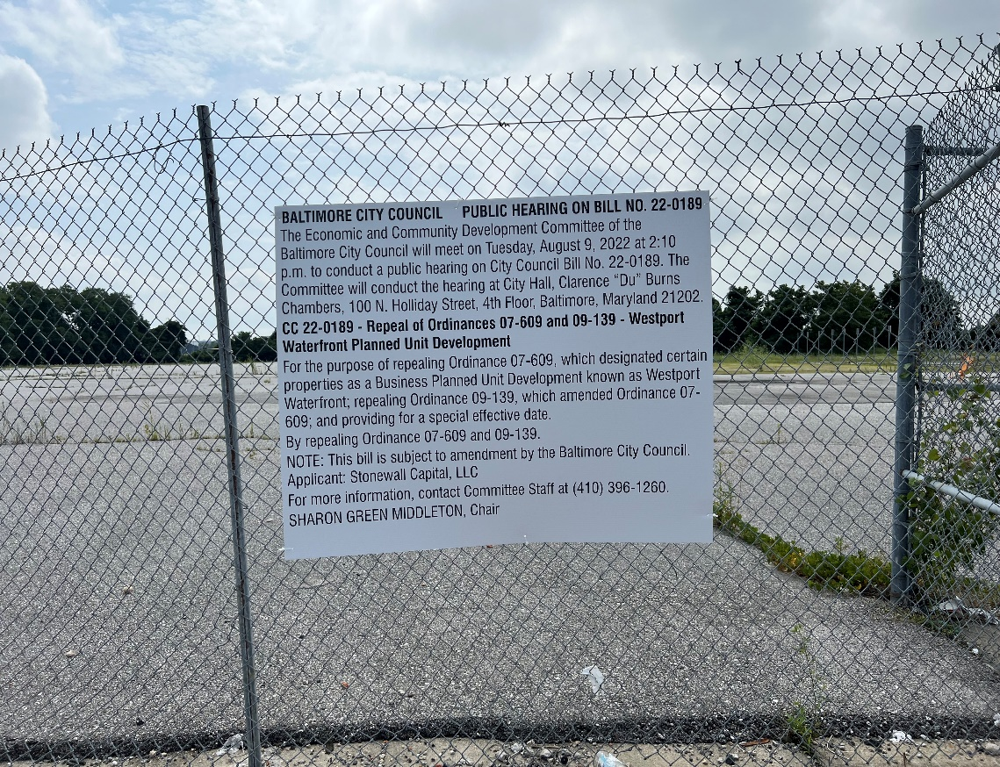 BALTIMORE CITY COUNCIL PUBLIC HEARING ON BILL NO. 22-0189
The Economic and Community Development Committee of the
Baltimore City Council will meet on Tuesday, August 9, 2022 at 2:10
p.m. to conduct a public hearing on City Council Bill No. 22-0189. The
Committee will conduct the hearing at City Hall, Clarence "Du" Burns
Chambers, 100 N. Holliday Street, 4th Floor, Baltimore, Maryland 21202.
CC 22-0189 - Repeal of Ordinances 07-609 and 09-139 - Westport
Waterfront Planned Unit Development
For the purpose of repealing Ordinance 07-609, which designated certain
properties as a Business Planned Unit Development known as Westport
Waterfront; repealing Ordinance 09-139, which amended Ordinance 07-
609; and providing for a special effective date.
By repealing Ordinance 07-609 and 09-139.
NOTE: This bill is subject to amendment by the Baltimore City Council.
Applicant: Stonewall Capital, LLC
For more information, contact Committee Staff at (410) 396-1260.
SHARON GREEN MIDDLETON, Chair